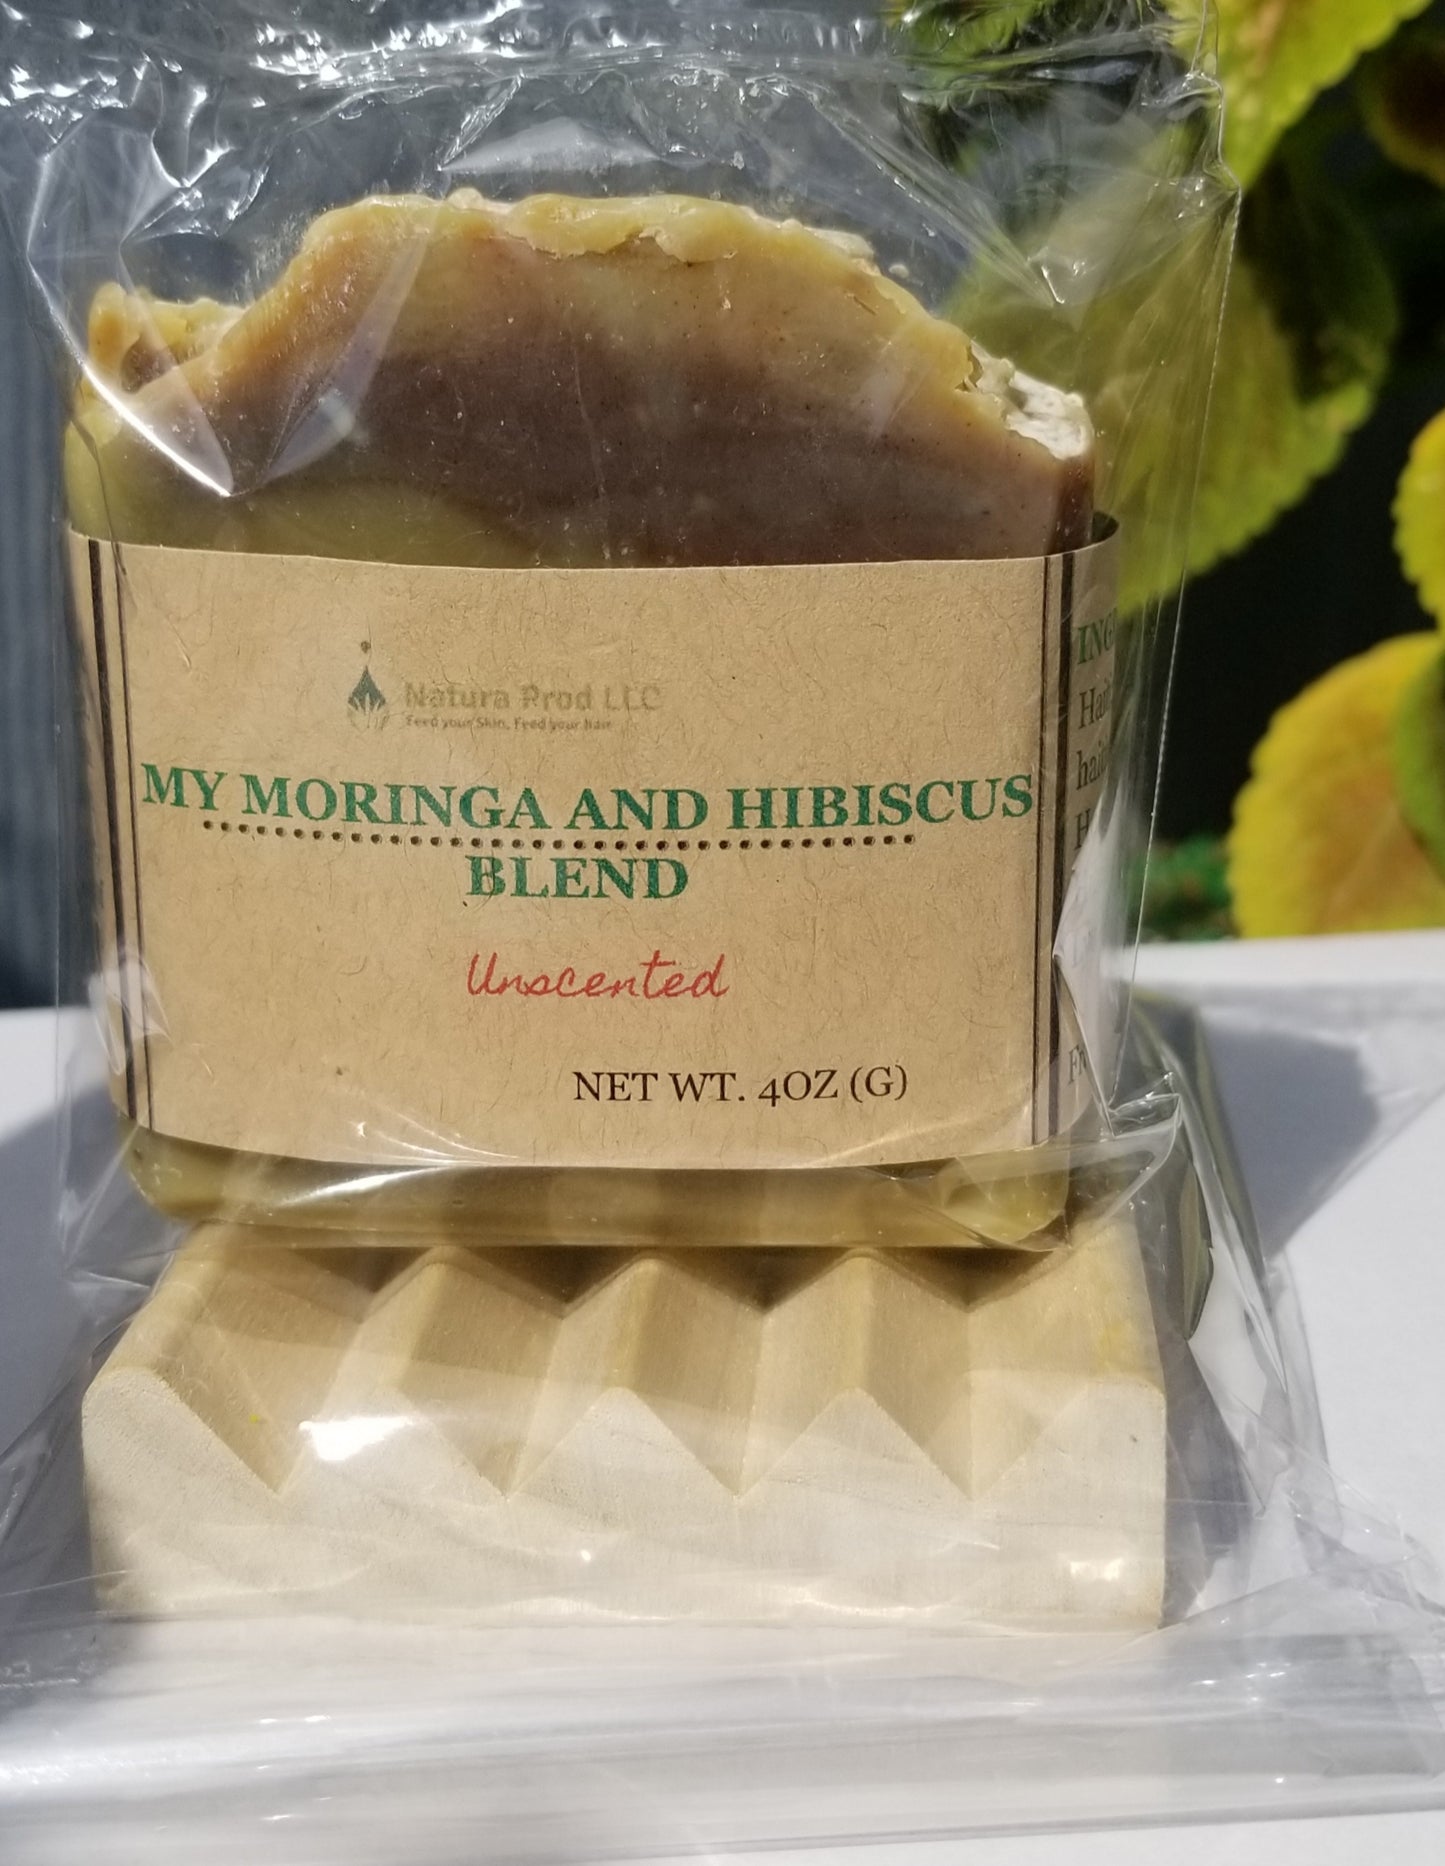 Natura Prod LLC
Feed your Skin, Feed your hair
MY MORINGA AND HIBISCUS
BLEND
Unscented
NET WT. 4OZ (G)